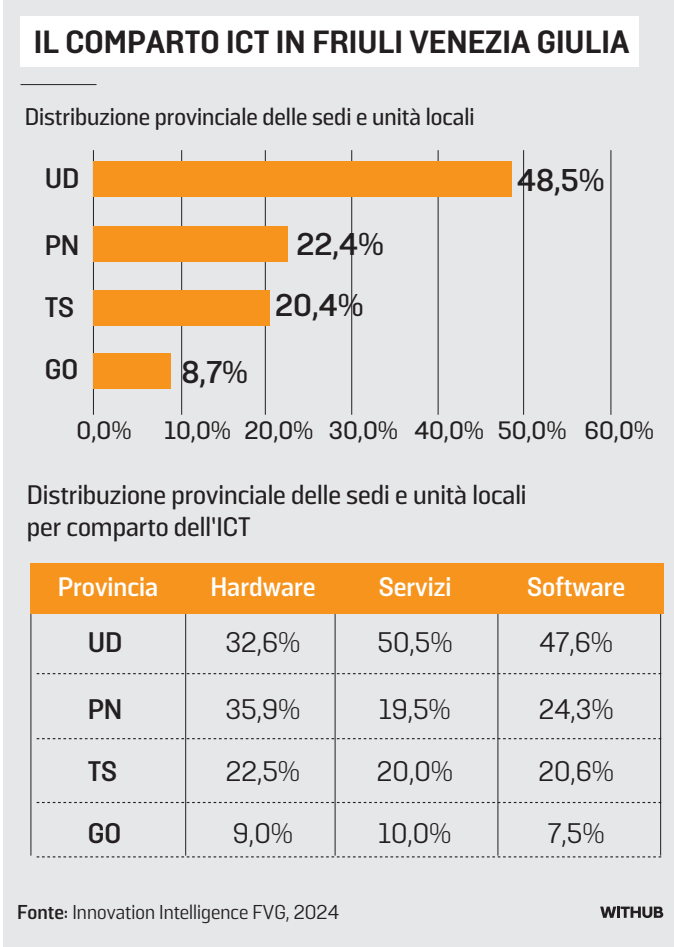 IL COMPARTO ICT IN FRIULI VENEZIA GIULIA
Distribuzione provinciale delle sedi e unità locali
UD 48,5%
PN 22,4%
TS 20,4%
GO 8,7%
0,0% 10,0% 20,0% 30,0% 40,0% 50,0% 60,0%
Distribuzione provinciale delle sedi e unità locali
per comparto dell'ICT
Provincia Hardware Servizi Software
UD 32,6% 50,5% 47,6%
PN 35,9% 19,5% 24,3%
TS 22,5% 20,0% 20,6%
GO 9,0% 10,0% 7,5%
Fonte: Innovation Intelligence FVG, 2024 WITHUB